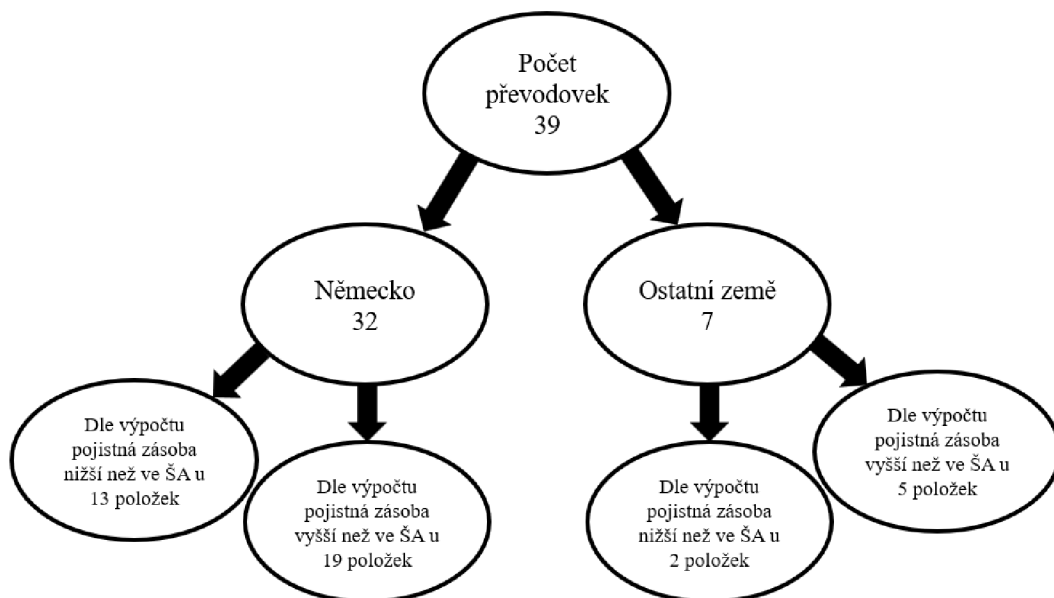 Počet
převodovek
39
Německo
32
Ostatní země
7
Dle výpočtu
pojistná zásoba
nižší než ve ŠA u
13 položek
Dle výpočtu
pojistná zásoba
vyšší než ve ŠA u
19 položek
Dle výpočtu
pojistná zásoba
nižší než ve ŠA u
2 položek
Dle výpočtu
pojistná zásoba
vyšší než ve ŠA u
5 položek